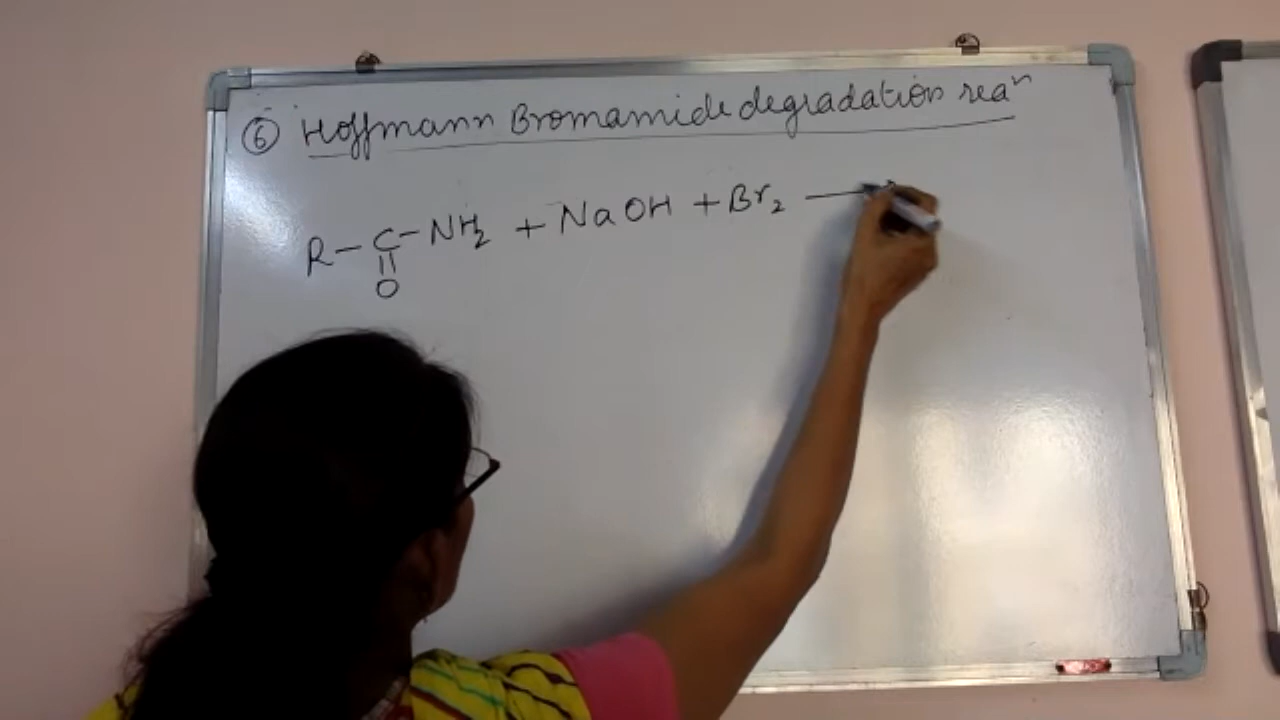 ⑥ Hoffmann Bromamide degradation reaⁿ
R–C–NH₂ + NaOH + Br₂ →
||
O